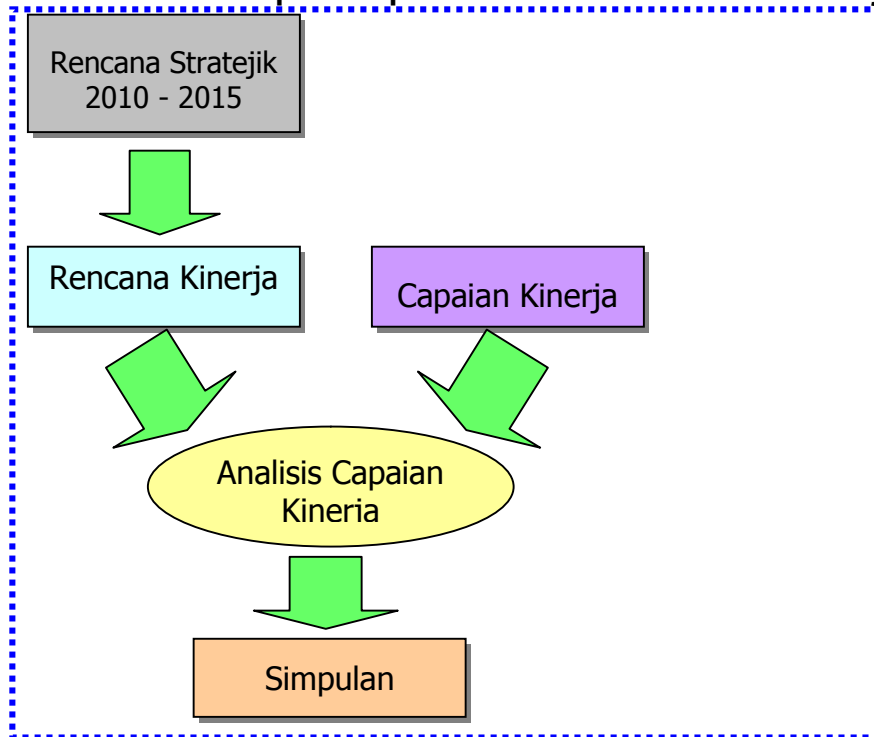 Rencana Stratejik
2010 - 2015
Rencana Kinerja
Capaian Kinerja
Analisis Capaian
Kineria
Simpulan